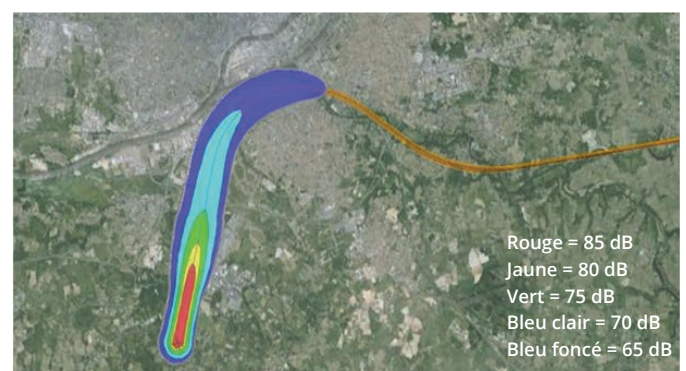 Rouge = 85 dB
Jaune = 80 dB
Vert = 75 dB
Bleu clair = 70 dB
Bleu foncé = 65 dB